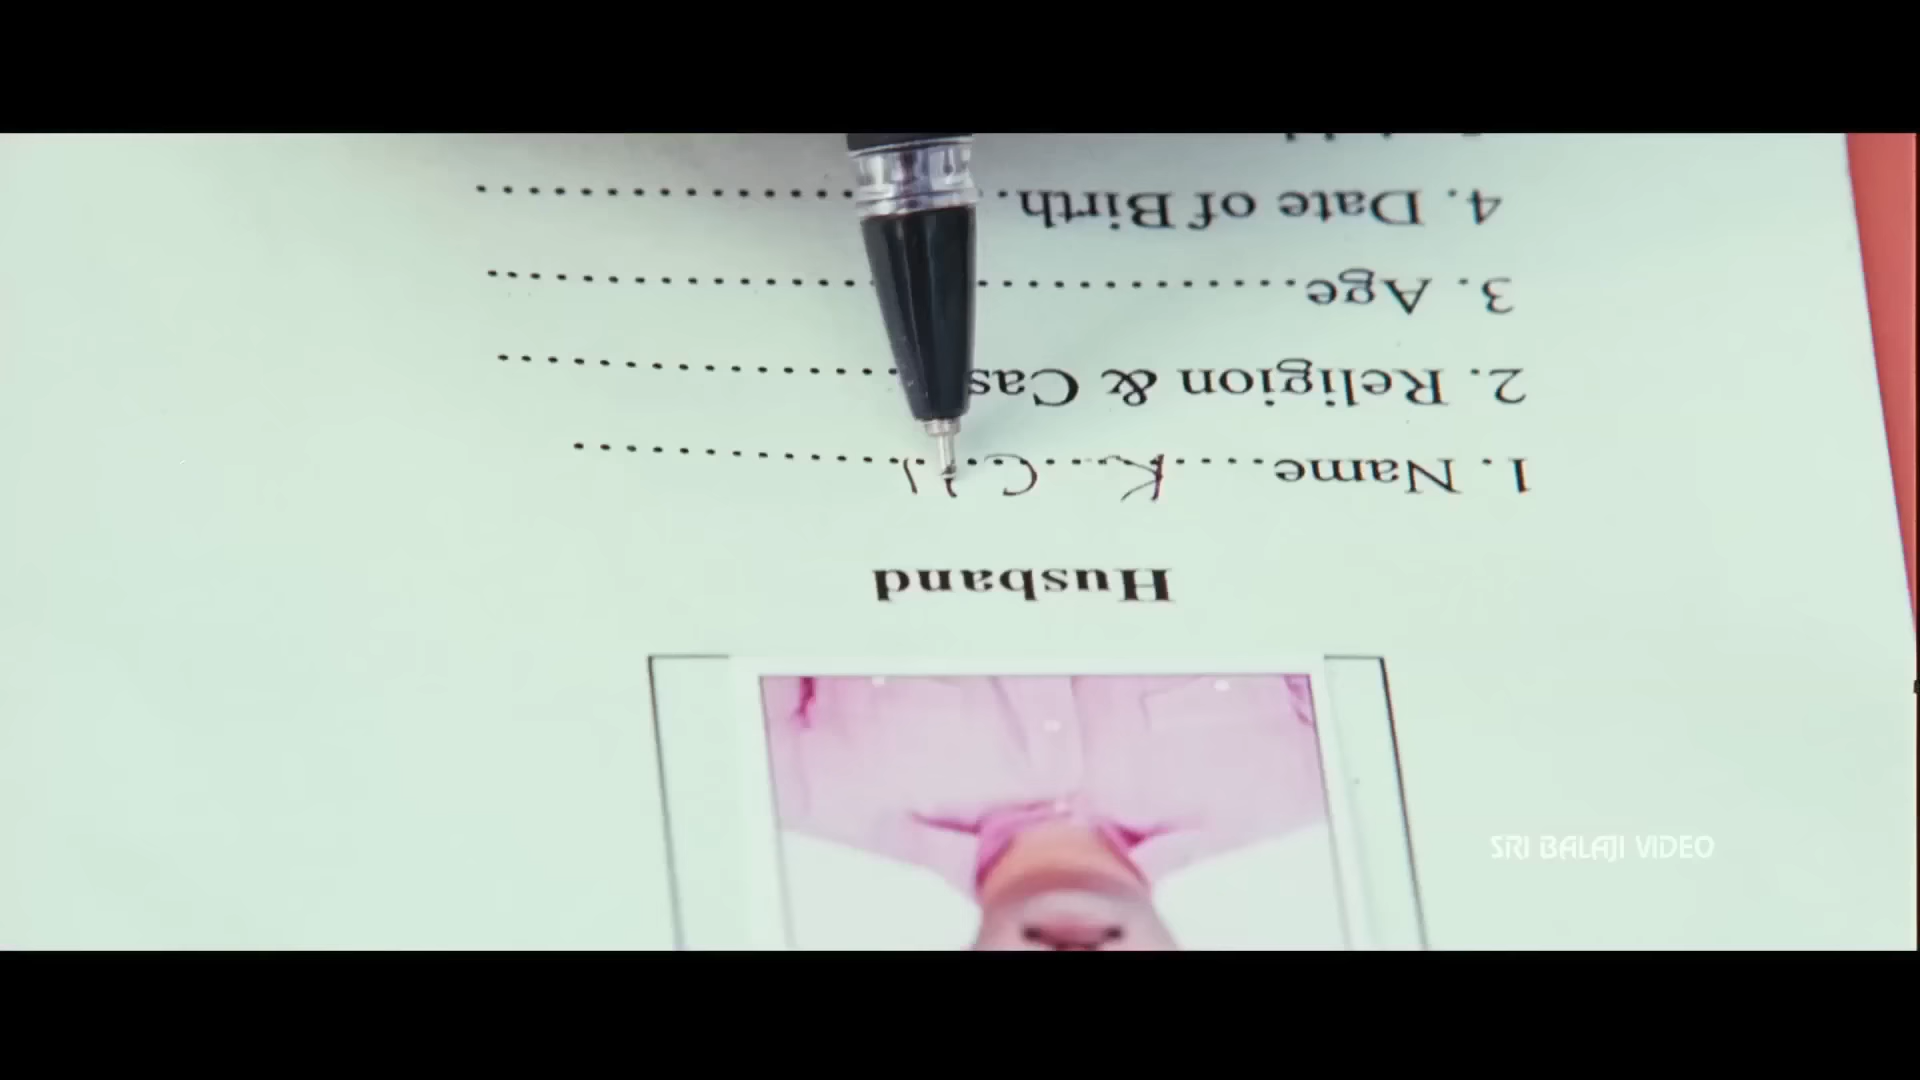 Husband
1. Name.....K...C..................
2. Religion & Cas..............
3. Age...............................
4. Date of Birth.....................
SRI BALAJI VIDEO